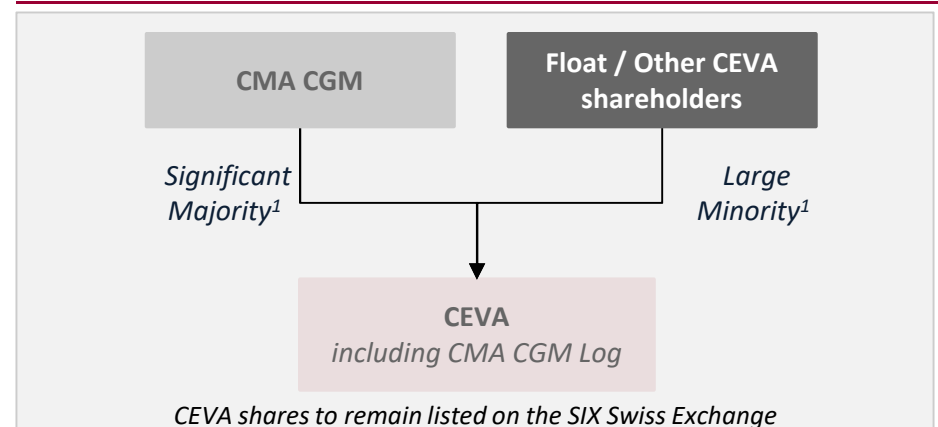 CMA CGM
Float / Other CEVA
shareholders
Significant
Majority1
Large
Minority1
CEVA
including CMA CGM Log
CEVA shares to remain listed on the SIX Swiss Exchange